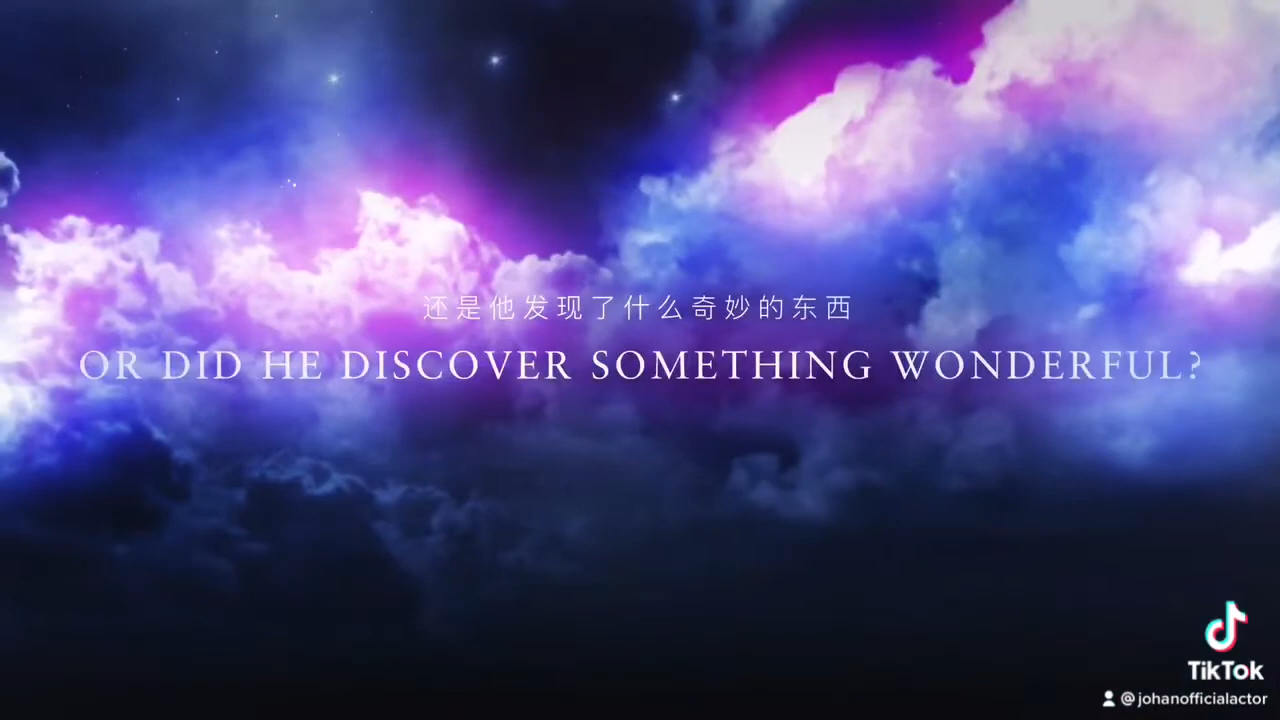 还是他发现了什么奇妙的东西
OR DID HE DISCOVER SOMETHING WONDERFUL?
TikTok
@johanofficialactor